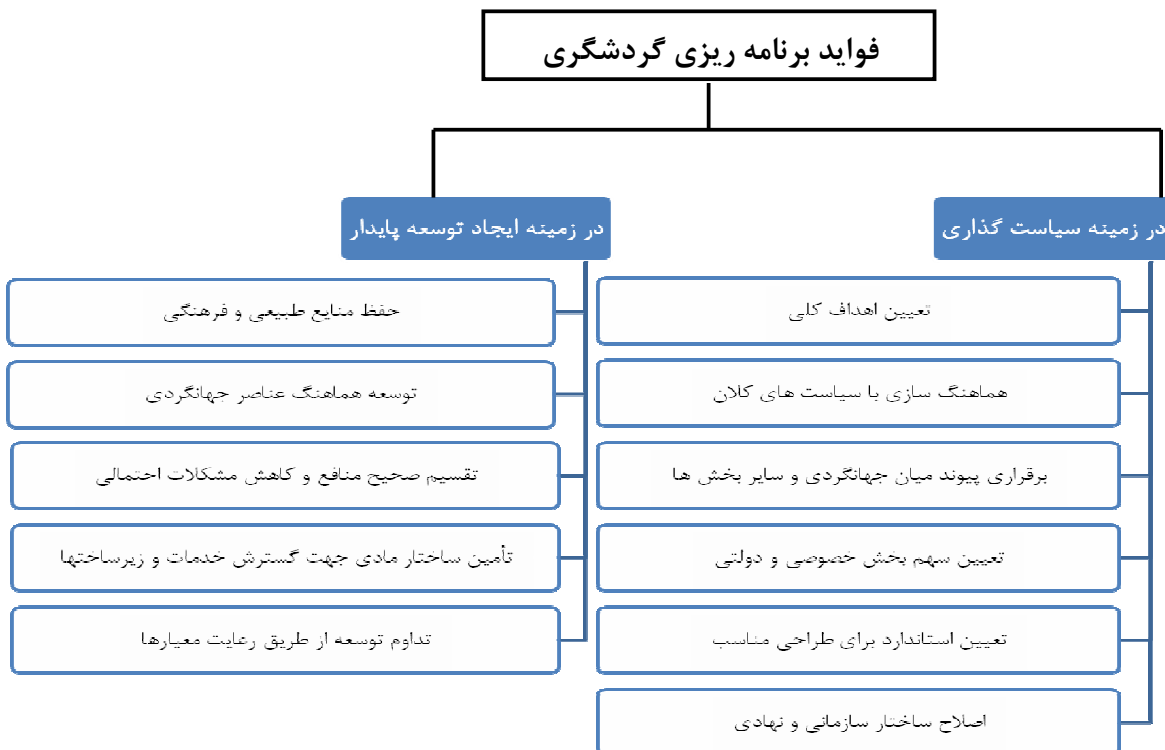 فواید برنامه ریزی گردشگری
در زمینه سیاست گذاری
تعیین اهداف کلی
هماهنگ سازی با سیاست های کلان
برقراری پیوند میان جهانگردی و سایر بخش ها
تعیین سهم بخش خصوصی و دولتی
تعیین استاندارد برای طراحی مناسب
اصلاح ساختار سازمانی و نهادی
در زمینه ایجاد توسعه پایدار
حفظ منابع طبیعی و فرهنگی
توسعه هماهنگ عناصر جهانگردی
تقسیم صحیح منافع و کاهش مشکلات احتمالی
تأمین ساختار مادی جهت گسترش خدمات و زیرساختها
تداوم توسعه از طریق رعایت معیارها